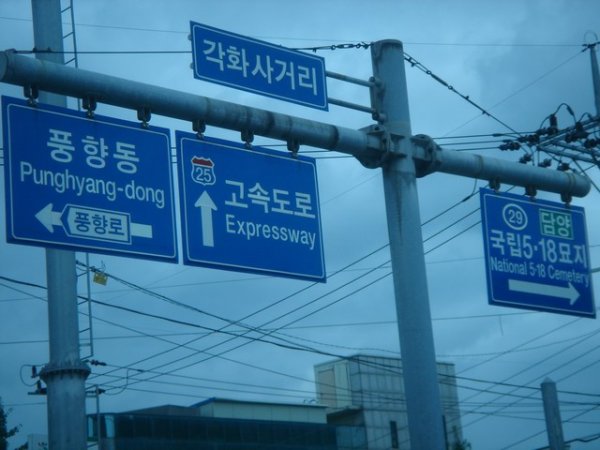 각화사거리
풍향동
Punghyang-dong
풍향로
25
고속도로
Expressway
29 담양
국립5·18묘지
National 5·18 Cemetery